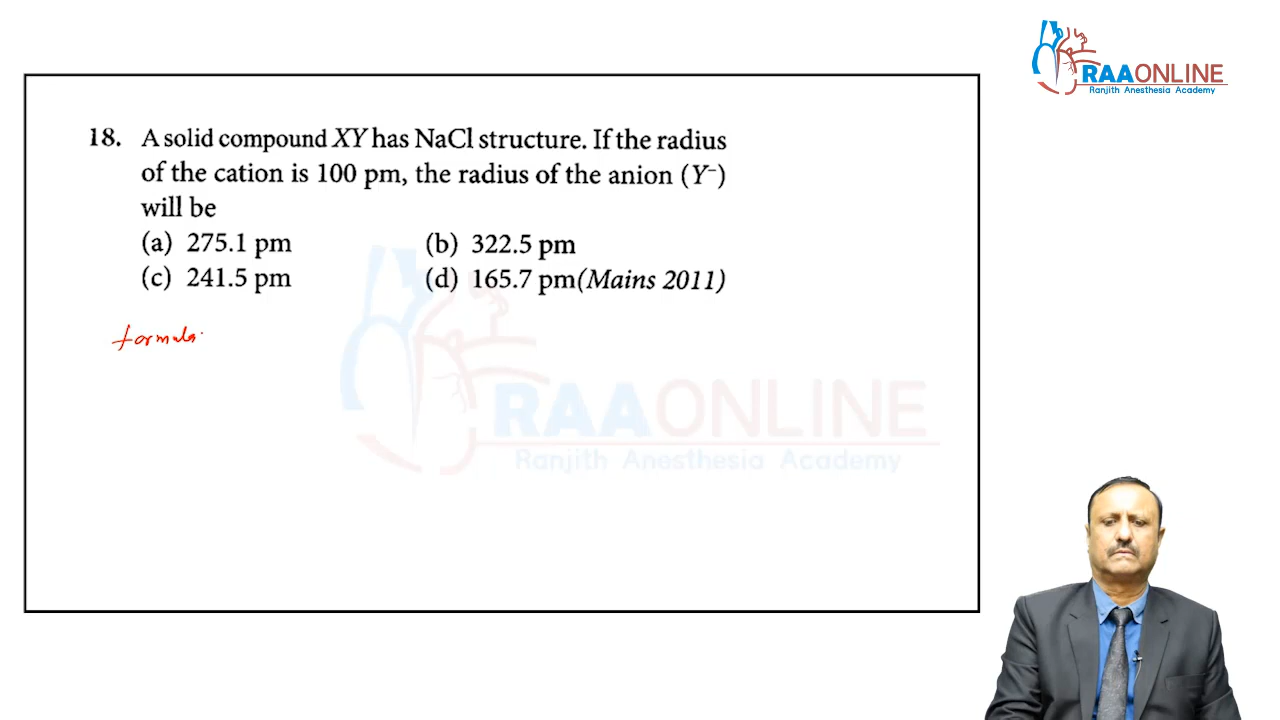 RAAONLINE
Ranjith Anesthesia Academy
18. A solid compound XY has NaCl structure. If the radius
of the cation is 100 pm, the radius of the anion (Y⁻)
will be
(a) 275.1 pm (b) 322.5 pm
(c) 241.5 pm (d) 165.7 pm(Mains 2011)
formula
RAAONLINE
Ranjith Anesthesia Academy